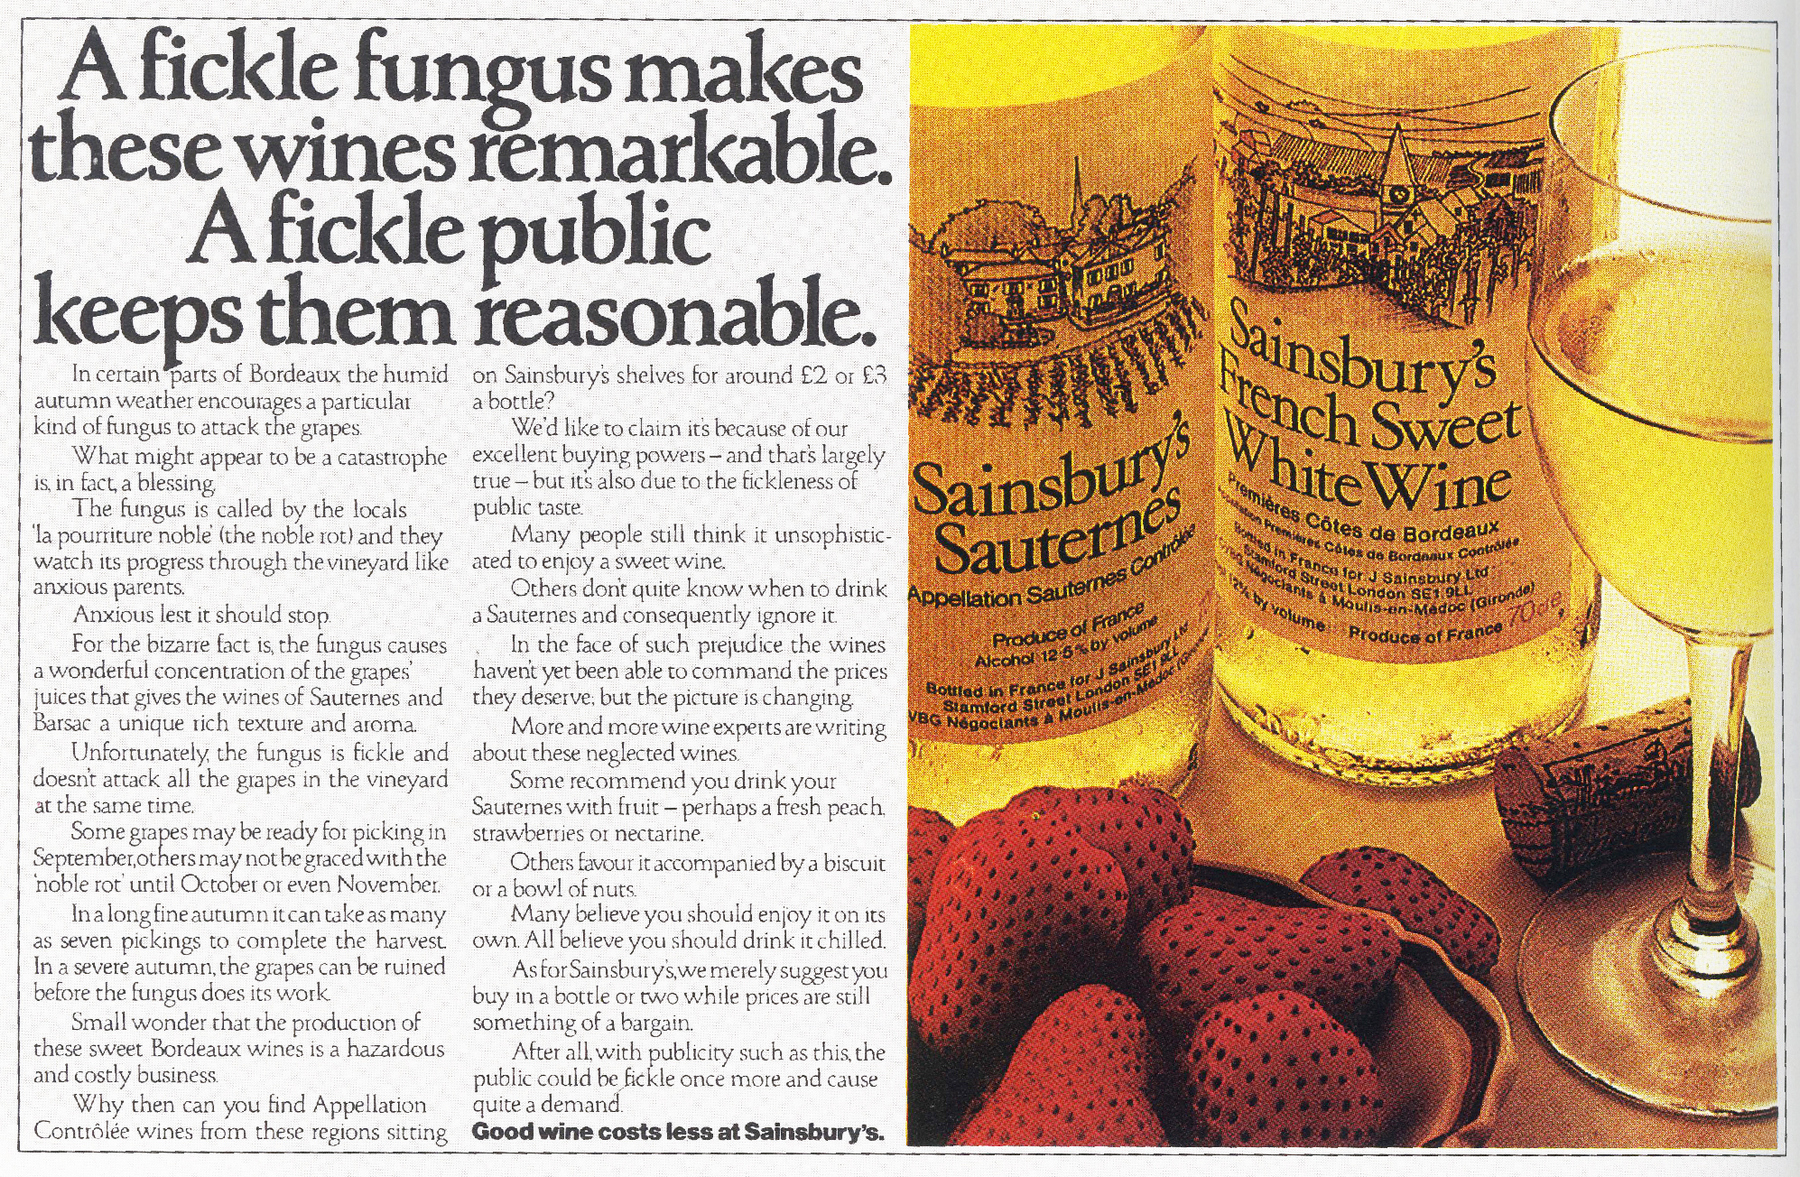 A fickle fungus makes
these wines remarkable.
A fickle public
keeps them reasonable.
In certain parts of Bordeaux the humid
autumn weather encourages a particular
kind of fungus to attack the grapes.
What might appear to be a catastrophe
is, in fact, a blessing.
The fungus is called by the locals
'la pourriture noble' (the noble rot) and they
watch its progress through the vineyard like
anxious parents.
Anxious lest it should stop.
For the bizarre fact is, the fungus causes
a wonderful concentration of the grapes'
juices that gives the wines of Sauternes and
Barsac a unique rich texture and aroma.
Unfortunately, the fungus is fickle and
doesn't attack all the grapes in the vineyard
at the same time.
Some grapes may be ready for picking in
September, others may not be graced with the
'noble rot' until October or even November.
In a long fine autumn it can take as many
as seven pickings to complete the harvest.
In a severe autumn, the grapes can be ruined
before the fungus does its work.
Small wonder that the production of
these sweet Bordeaux wines is a hazardous
and costly business.
Why then can you find Appellation
Contrôlée wines from these regions sitting
on Sainsbury's shelves for around £2 or £3
a bottle?
We'd like to claim it's because of our
excellent buying powers – and that's largely
true – but it's also due to the fickleness of
public taste.
Many people still think it unsophistic-
ated to enjoy a sweet wine.
Others don't quite know when to drink
a Sauternes and consequently ignore it.
In the face of such prejudice the wines
haven't yet been able to command the prices
they deserve; but the picture is changing.
More and more wine experts are writing
about these neglected wines.
Some recommend you drink your
Sauternes with fruit – perhaps a fresh peach,
strawberries or nectarine.
Others favour it accompanied by a biscuit
or a bowl of nuts.
Many believe you should enjoy it on its
own. All believe you should drink it chilled.
As for Sainsbury's, we merely suggest you
buy in a bottle or two while prices are still
something of a bargain.
After all, with publicity such as this, the
public could be fickle once more and cause
quite a demand.
Good wine costs less at Sainsbury's.
Sainsbury's
Sauternes
Appellation Sauternes Contrôlée
Produce of France
Alcohol 12·5% by volume
Bottled in France for J Sainsbury Ltd
Stamford Street London SE1 9LL
VBG Négociants à Moulis-en-Médoc
Sainsbury's
French Sweet
White Wine
Premières Côtes de Bordeaux
Appellation Premières Côtes de Bordeaux Contrôlée
Bottled in France for J Sainsbury Ltd
Stamford Street London SE1 9LL
Négociants à Moulis-en-Médoc (Gironde)
12% by volume Produce of France 70cl e